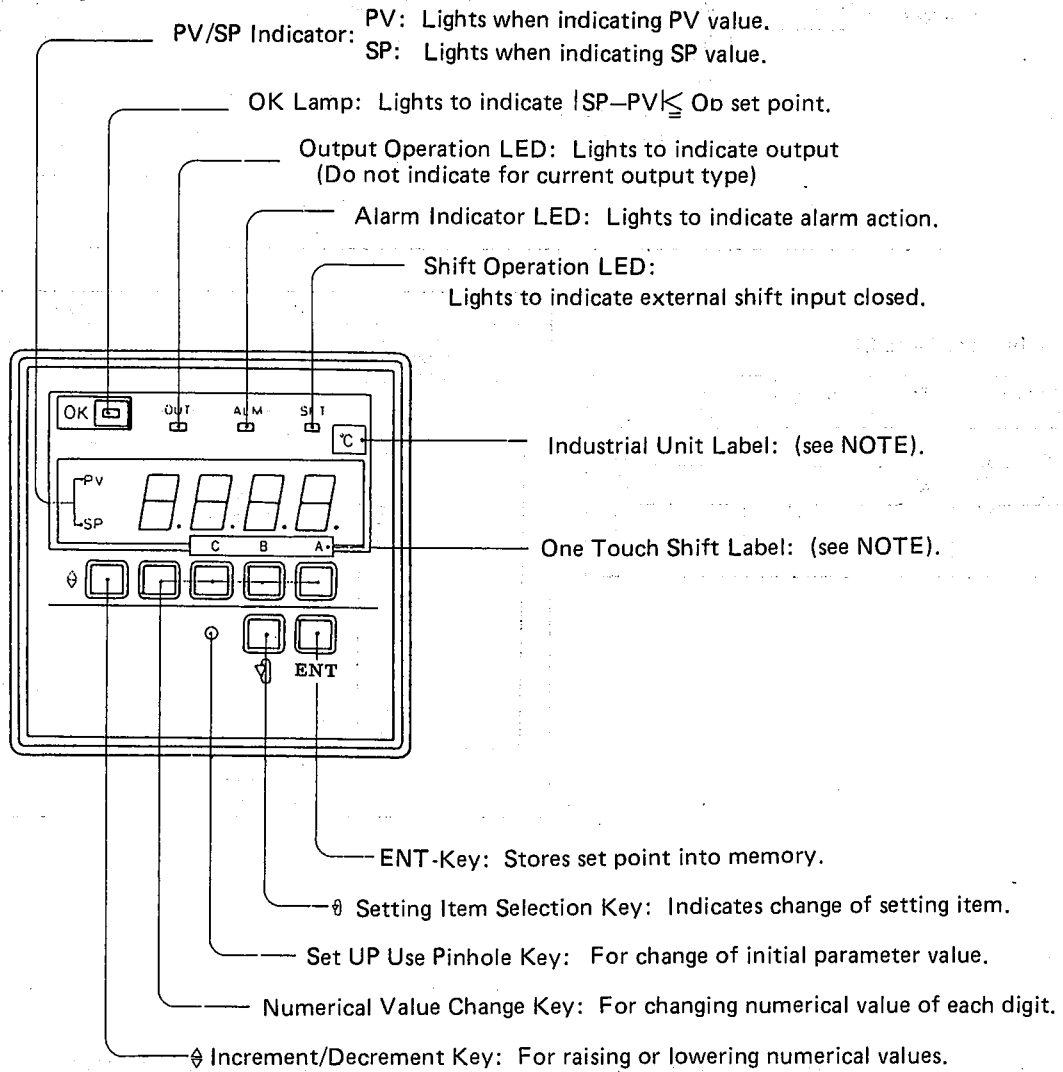 PV/SP Indicator: PV: Lights when indicating PV value.
SP: Lights when indicating SP value.
OK Lamp: Lights to indicate |SP–PV|≦ Ob set point.
Output Operation LED: Lights to indicate output
(Do not indicate for current output type)
Alarm Indicator LED: Lights to indicate alarm action.
Shift Operation LED:
Lights to indicate external shift input closed.
OK OUT ALM SFT
℃
Industrial Unit Label: (see NOTE).
PV
8.8.8.8.
SP
C B A
One Touch Shift Label: (see NOTE).
ENT
ENT-Key: Stores set point into memory.
Setting Item Selection Key: Indicates change of setting item.
Set UP Use Pinhole Key: For change of initial parameter value.
Numerical Value Change Key: For changing numerical value of each digit.
Increment/Decrement Key: For raising or lowering numerical values.